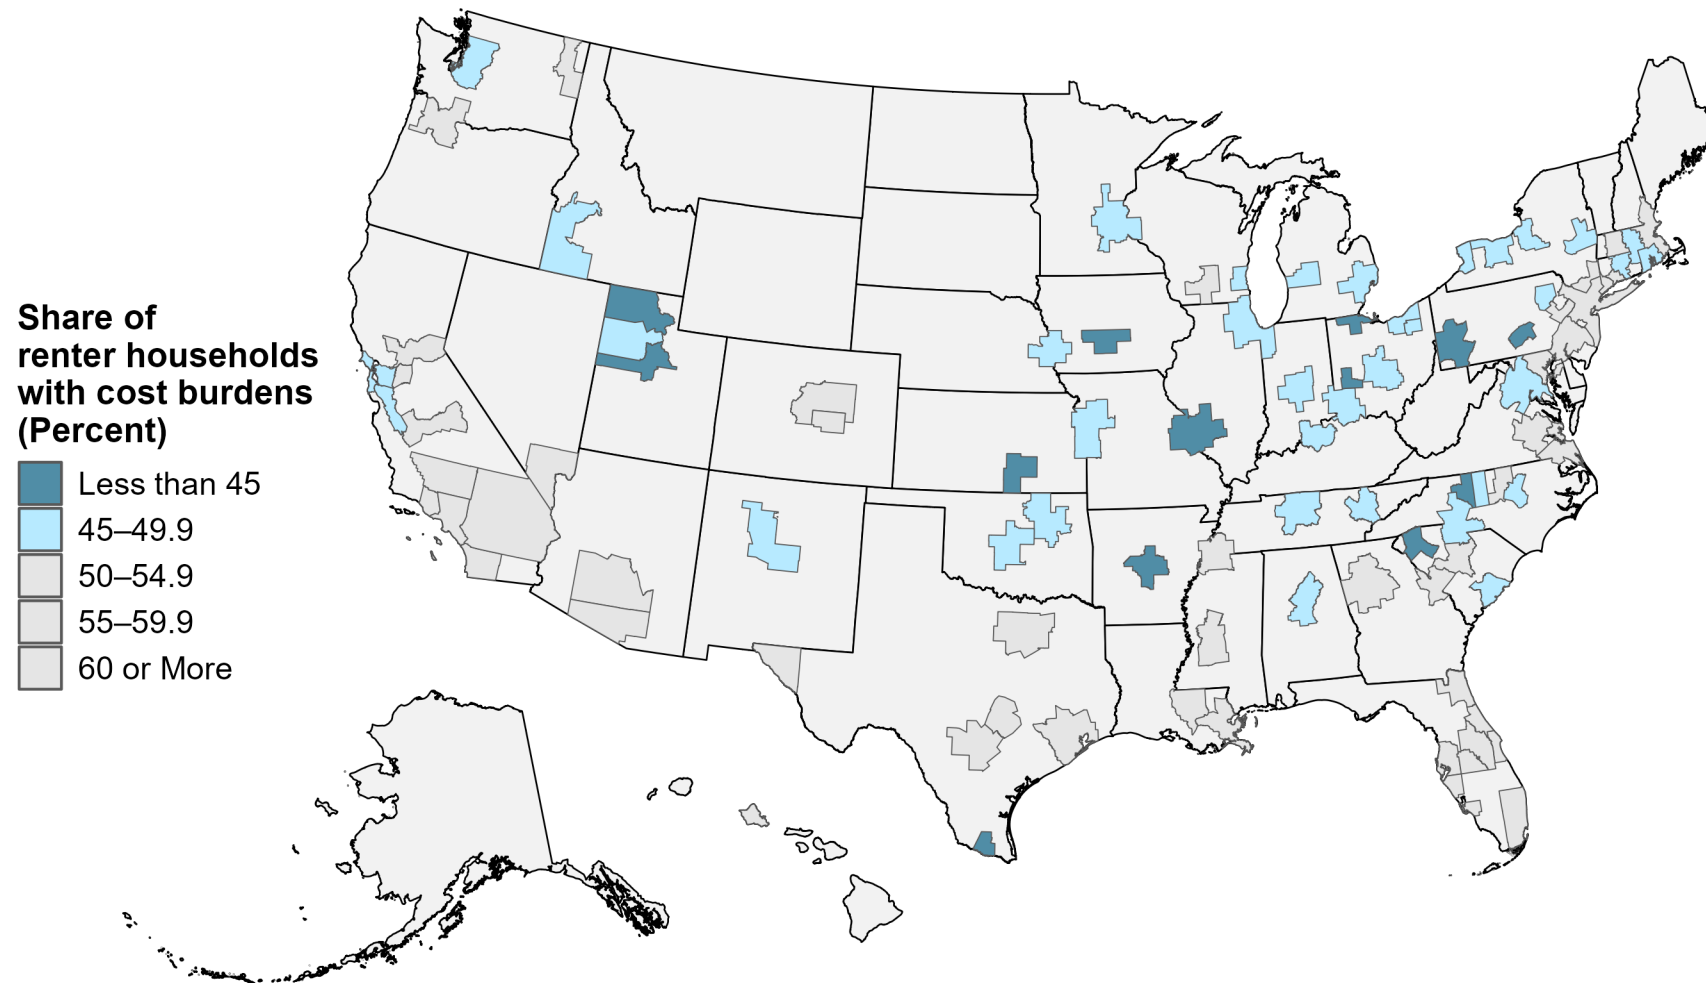 Share of
renter households
with cost burdens
(Percent)
Less than 45
45–49.9
50–54.9
55–59.9
60 or More